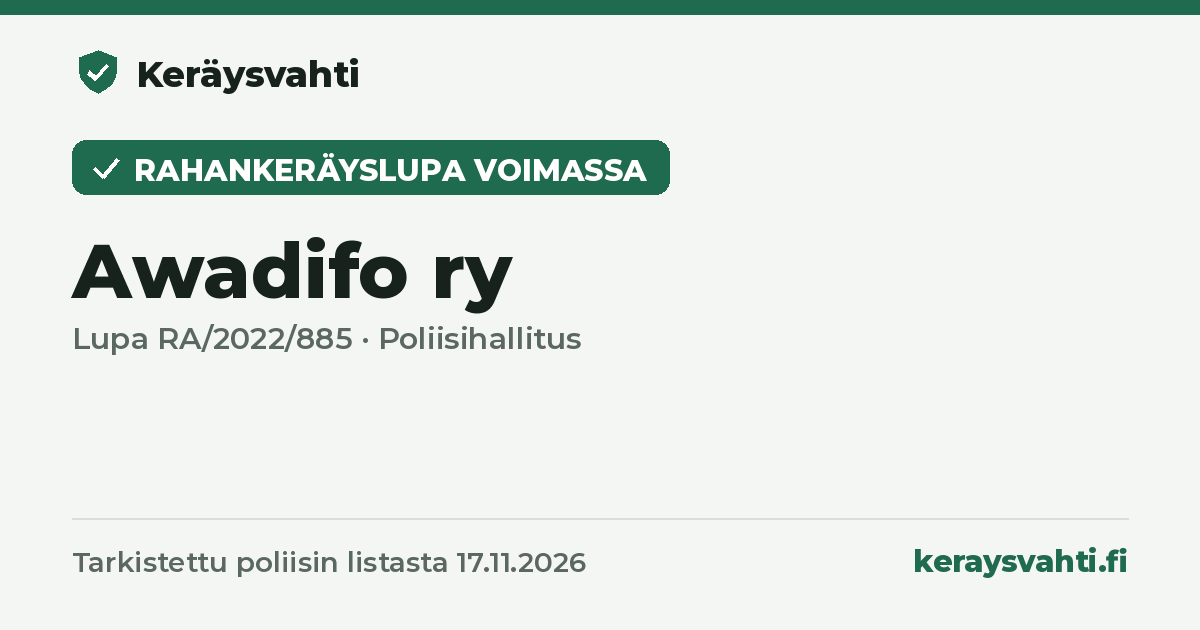 Keräysvahti
RAHANKERÄYSLUPA VOIMASSA
Awadifo ry
Lupa RA/2022/885 · Poliisihallitus
Tarkistettu poliisin listasta 17.11.2026
keraysvahti.fi